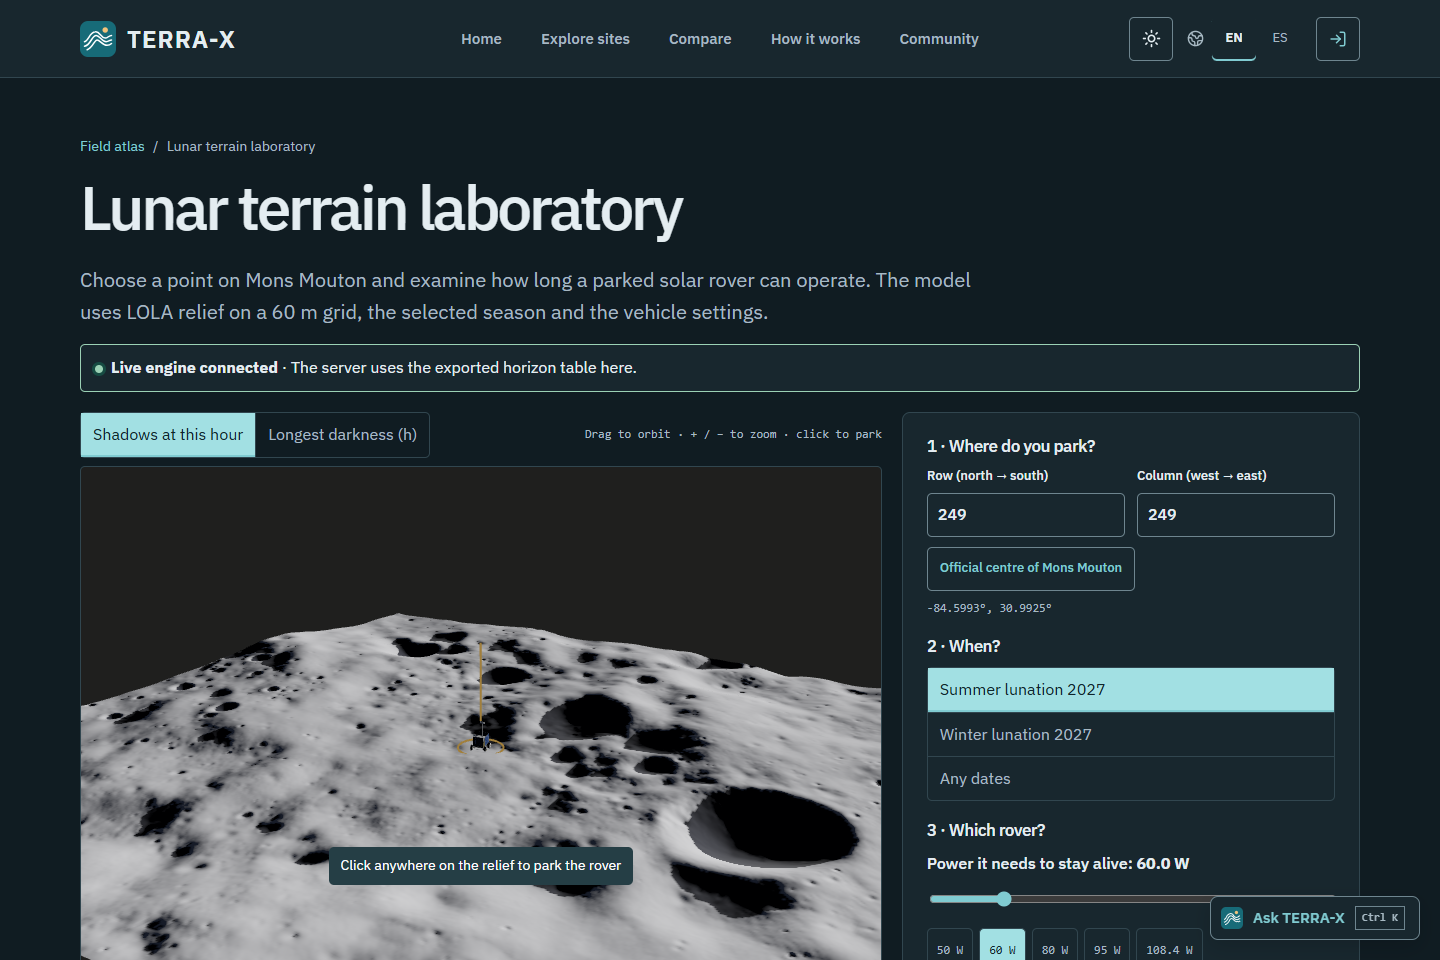 TERRA-X
Home
Explore sites
Compare
How it works
Community
EN
ES
Field atlas / Lunar terrain laboratory
Lunar terrain laboratory
Choose a point on Mons Mouton and examine how long a parked solar rover can operate. The model
uses LOLA relief on a 60 m grid, the selected season and the vehicle settings.
Live engine connected · The server uses the exported horizon table here.
Shadows at this hour
Longest darkness (h)
Drag to orbit · + / − to zoom · click to park
Click anywhere on the relief to park the rover
1 · Where do you park?
Row (north → south)
Column (west → east)
249
249
Official centre of Mons Mouton
-84.5993°, 30.9925°
2 · When?
Summer lunation 2027
Winter lunation 2027
Any dates
3 · Which rover?
Power it needs to stay alive: 60.0 W
50 W
60 W
80 W
95 W
108.4 W
Ask TERRA-X
Ctrl K